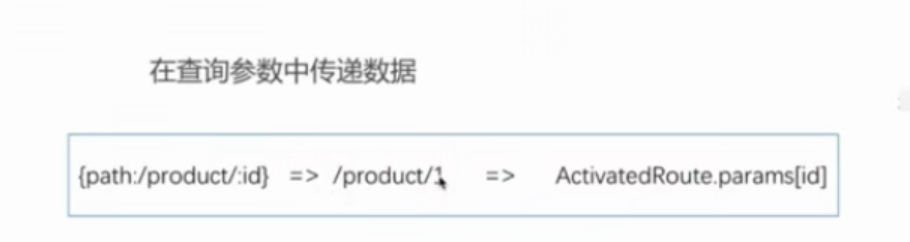 在查询参数中传递数据
{path:/product/:id} => /product/1 => ActivatedRoute.params[id]